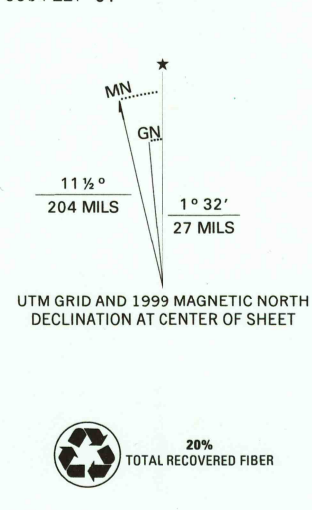 ★
MN
GN
11 ½ °
204 MILS
1 ° 32′
27 MILS
UTM GRID AND 1999 MAGNETIC NORTH
DECLINATION AT CENTER OF SHEET
20%
TOTAL RECOVERED FIBER